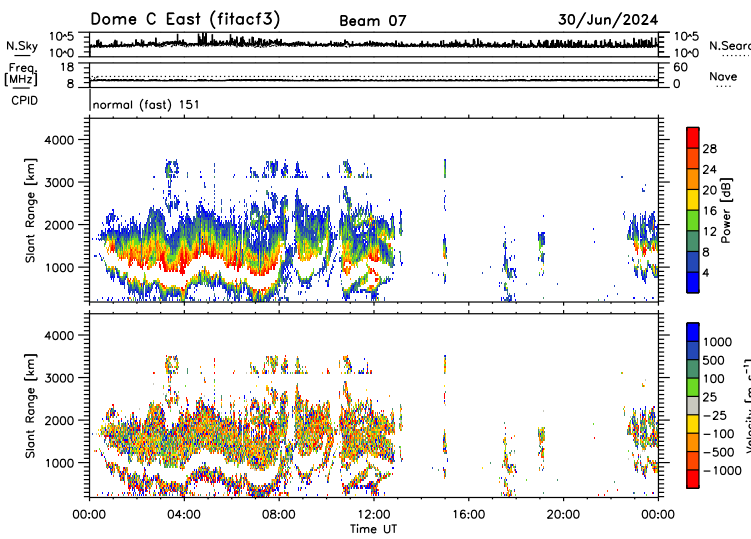 Dome C East (fitacf3) Beam 07 30/Jun/2024
N.Sky 10^5 10^0 10^5 10^0 N.Sear
Freq. [MHz] 18 8 60 0 Nave
CPID normal (fast) 151
Slant Range [km] 4000 3000 2000 1000
Power [dB] 28 24 20 16 12 8 4
Slant Range [km] 4000 3000 2000 1000
Velocity [m s^-1] 1000 500 100 25 -25 -100 -500 -1000
00:00 04:00 08:00 12:00 16:00 20:00 00:00
Time UT